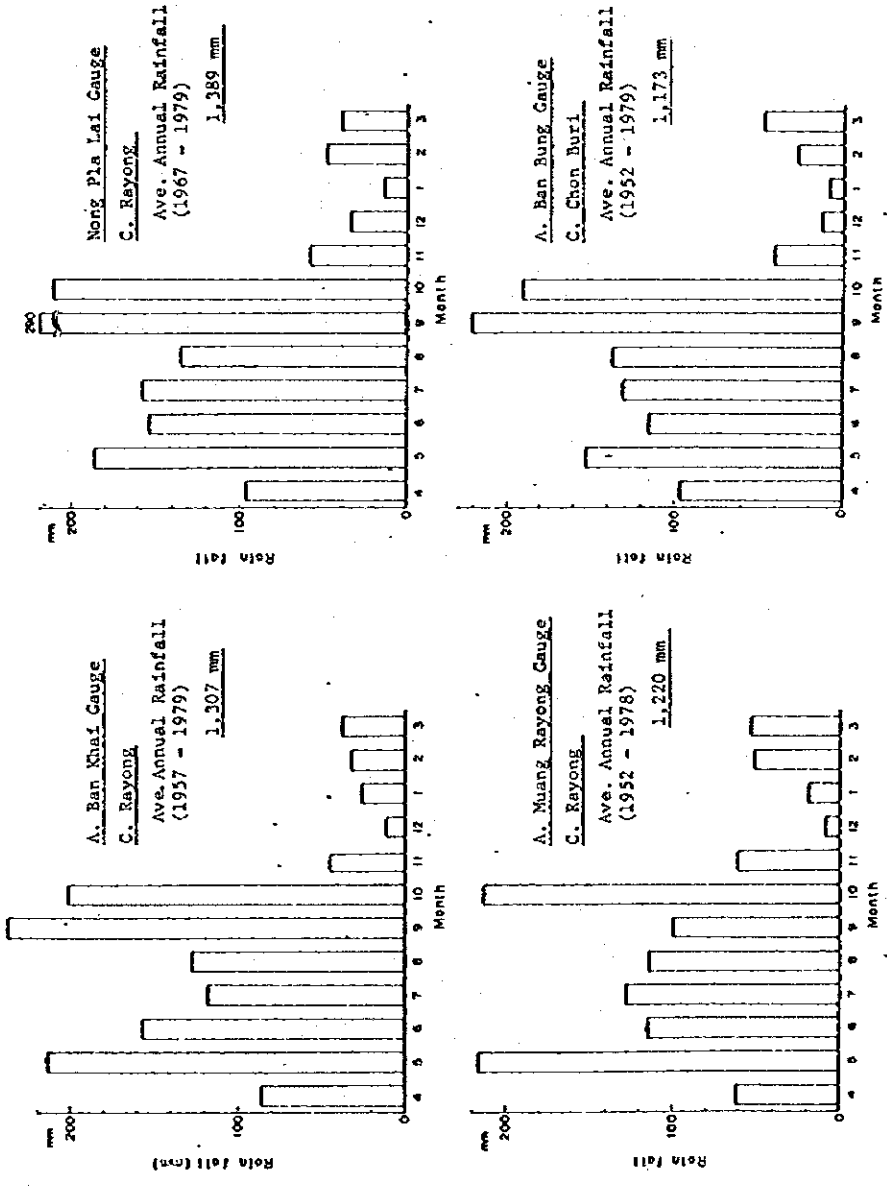 A. Ban Khai Gauge
C. Rayong
Ave. Annual Rainfall
(1957 - 1979)
1,307 mm
mm
200
100
0
Rain fall (mm)
4 5 6 7 8 9 10 11 12 1 2 3
Month
Nong Pla Lai Gauge
C. Rayong
Ave. Annual Rainfall
(1967 - 1979)
1,389 mm
mm
200
100
0
Rain fall
290
4 5 6 7 8 9 10 11 12 1 2 3
Month
A. Muang Rayong Gauge
C. Rayong
Ave. Annual Rainfall
(1952 - 1978)
1,220 mm
mm
200
100
0
Rain fall
4 5 6 7 8 9 10 11 12 1 2 3
Month
A. Ban Bung Gauge
C. Chon Buri
Ave. Annual Rainfall
(1952 - 1979)
1,173 mm
mm
200
100
0
Rain fall
4 5 6 7 8 9 10 11 12 1 2 3
Month